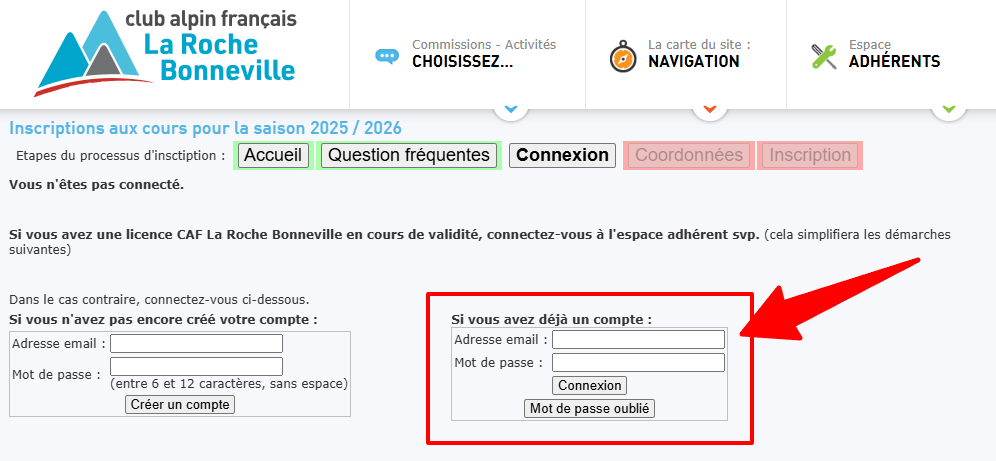 club alpin français
La Roche
Bonneville
Commissions - Activités
CHOISISSEZ...
La carte du site :
NAVIGATION
Espace
ADHÉRENTS
Inscriptions aux cours pour la saison 2025 / 2026
Etapes du processus d'insctiption : Accueil Question fréquentes Connexion Coordonnées Inscription
Vous n'êtes pas connecté.
Si vous avez une licence CAF La Roche Bonneville en cours de validité, connectez-vous à l'espace adhérent svp. (cela simplifiera les démarches
suivantes)
Dans le cas contraire, connectez-vous ci-dessous.
Si vous n'avez pas encore créé votre compte :
Adresse email :
Mot de passe :
(entre 6 et 12 caractères, sans espace)
Créer un compte
Si vous avez déjà un compte :
Adresse email :
Mot de passe :
Connexion
Mot de passe oublié